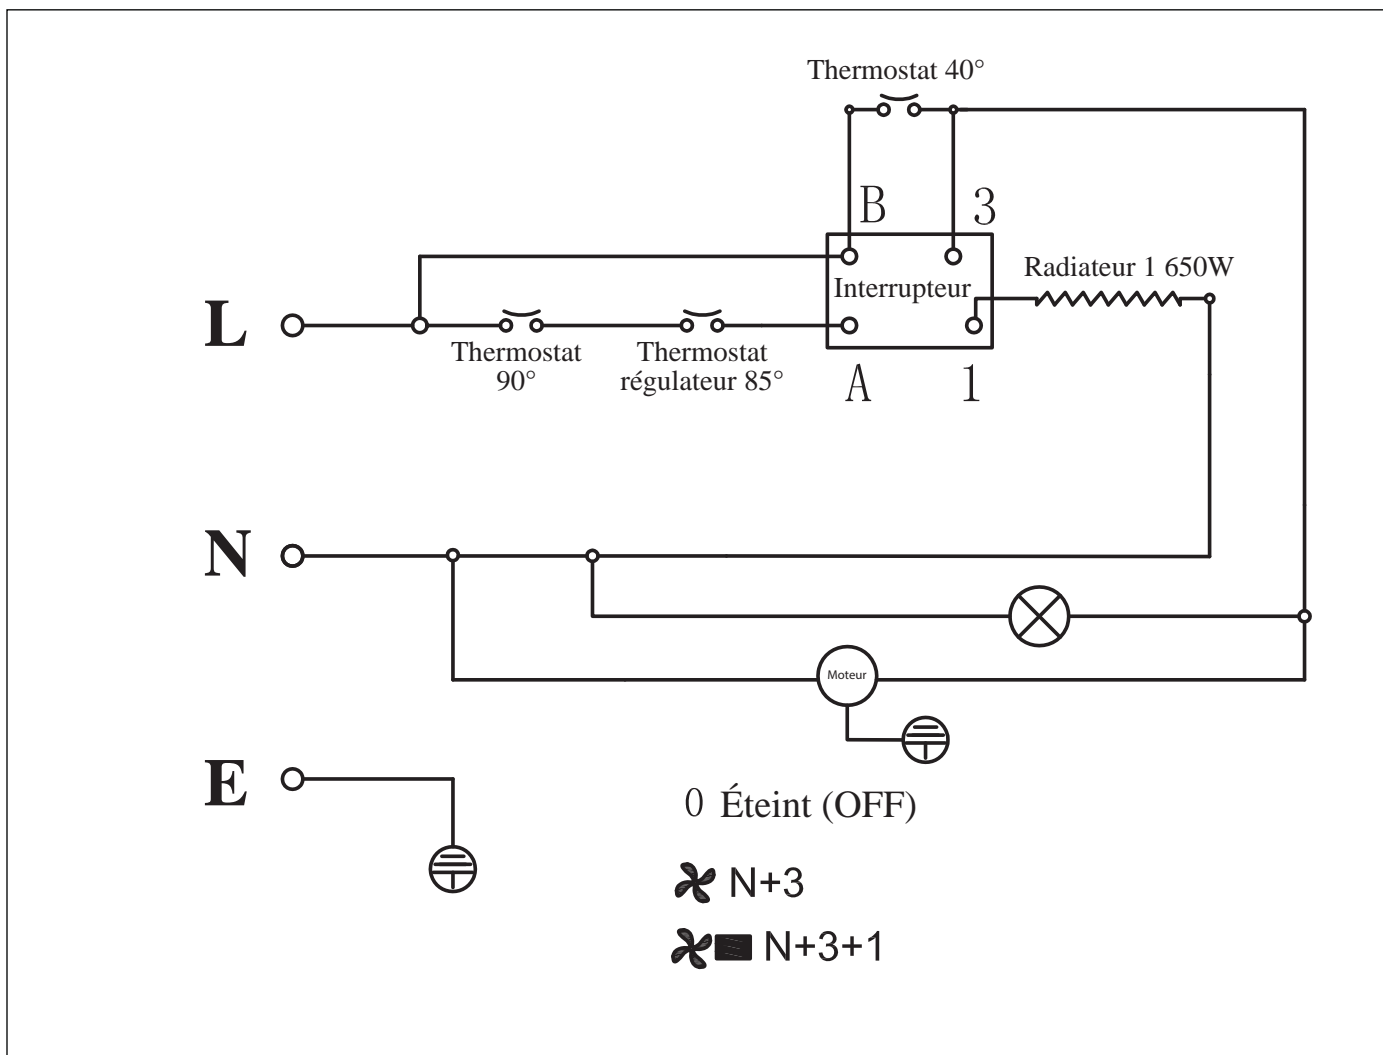 Thermostat 40°
B 3
Radiateur 1 650W
Interrupteur
L
Thermostat
90°
Thermostat
régulateur 85°
A 1
N
Moteur
E
0 Éteint (OFF)
N+3
N+3+1